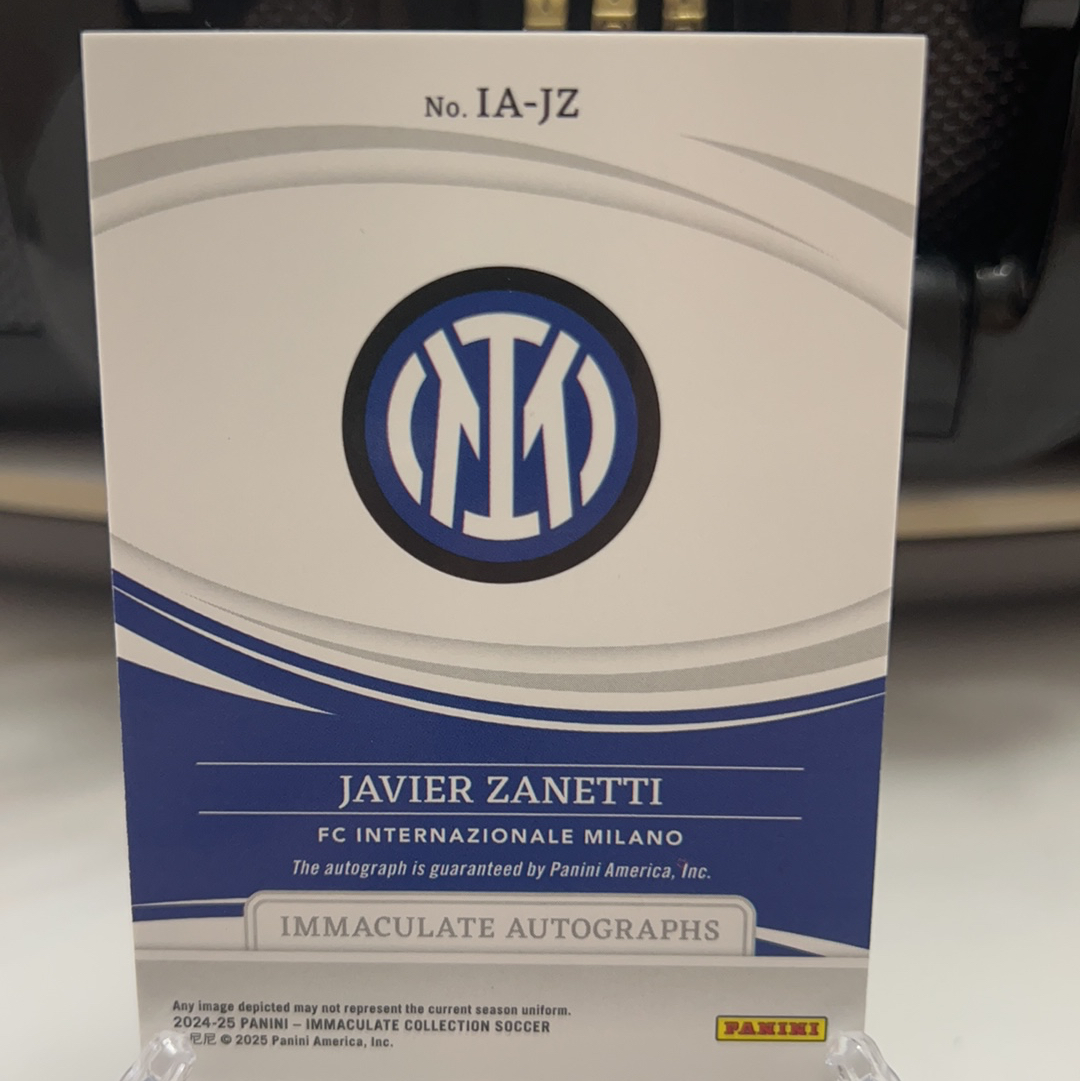 No. IA-JZ
IM
JAVIER ZANETTI
FC INTERNAZIONALE MILANO
The autograph is guaranteed by Panini America, Inc.
IMMACULATE AUTOGRAPHS
Any image depicted may not represent the current season uniform.
2024-25 PANINI – IMMACULATE COLLECTION SOCCER
尼 © 2025 Panini America, Inc.
PANINI